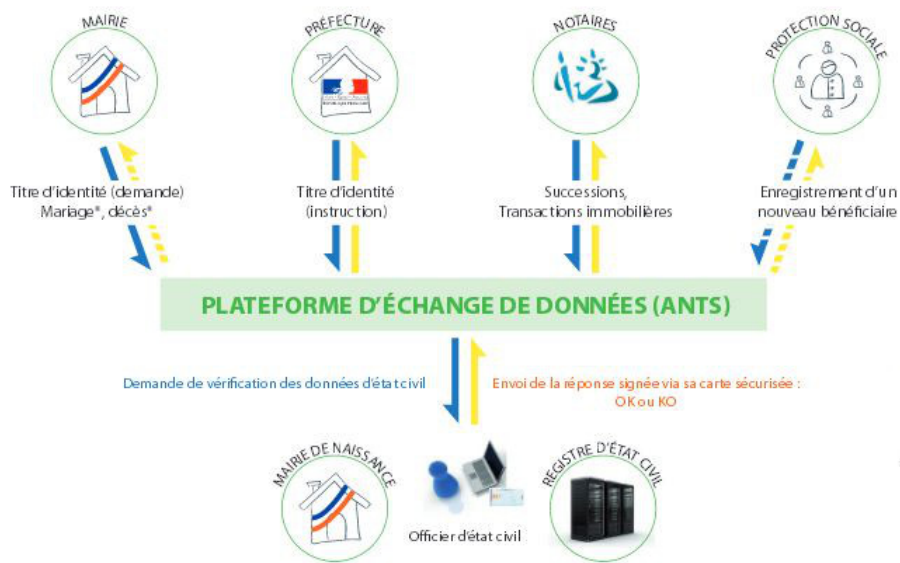 MAIRIE
PRÉFECTURE
NOTAIRES
PROTECTION SOCIALE
Titre d'identité (demande)
Mariage*, décès*
Titre d'identité
(instruction)
Successions,
Transactions immobilières
Enregistrement d'un
nouveau bénéficiaire
PLATEFORME D'ÉCHANGE DE DONNÉES (ANTS)
Demande de vérification des données d'état civil
Envoi de la réponse signée via sa carte sécurisée :
OK ou KO
MAIRIE DE NAISSANCE
Officier d'état civil
REGISTRE D'ÉTAT CIVIL